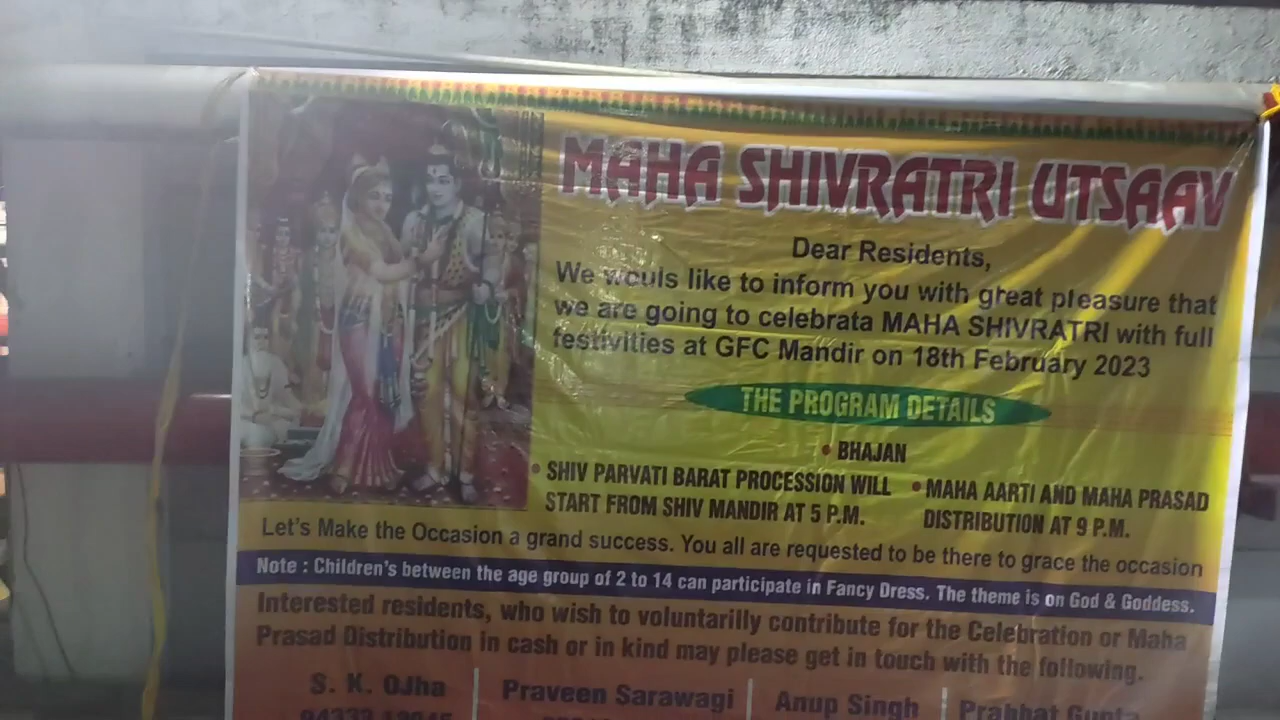 MAHA SHIVRATRI UTSAAV
Dear Residents,
We wouls like to inform you with great pleasure that
we are going to celebrata MAHA SHIVRATRI with full
festivities at GFC Mandir on 18th February 2023
THE PROGRAM DETAILS
• BHAJAN
• SHIV PARVATI BARAT PROCESSION WILL
START FROM SHIV MANDIR AT 5 P.M.
• MAHA AARTI AND MAHA PRASAD
DISTRIBUTION AT 9 P.M.
Let's Make the Occasion a grand success. You all are requested to be there to grace the occasion
Note : Children's between the age group of 2 to 14 can participate in Fancy Dress. The theme is on God & Goddess.
Interested residents, who wish to voluntarilly contribute for the Celebration or Maha
Prasad Distribution in cash or in kind may please get in touch with the following.
S. K. OJha
Praveen Sarawagi
Anup Singh
Prabhat Gupta